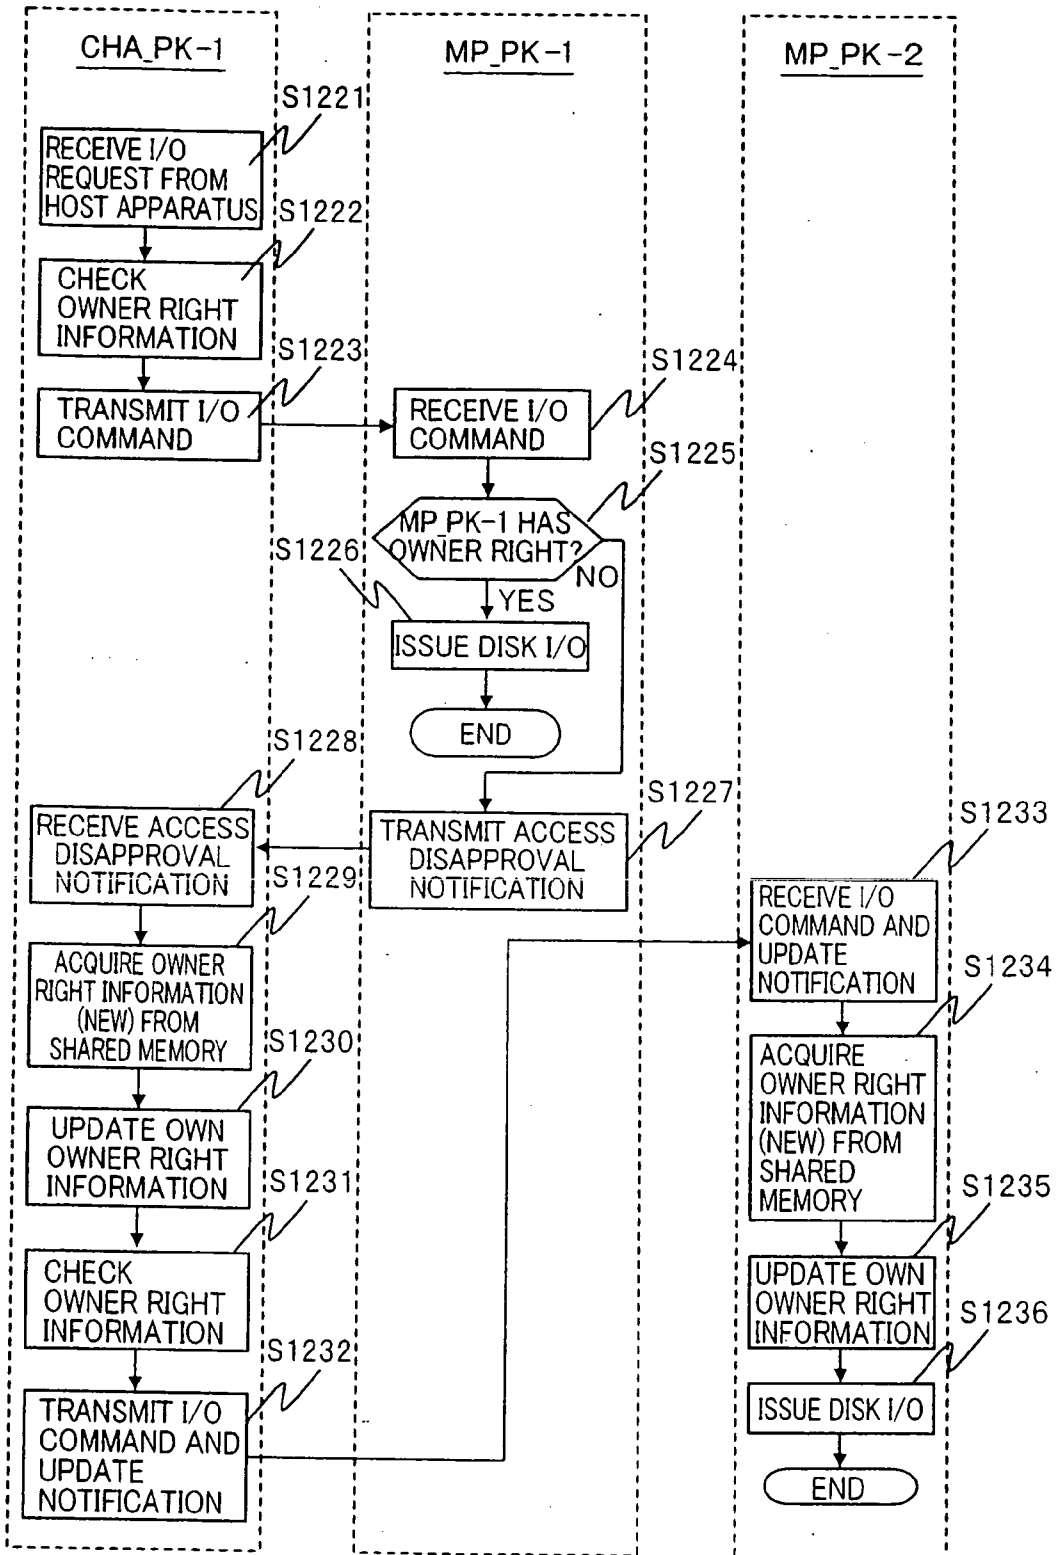 CHA_PK-1
MP_PK-1
MP_PK-2
S1221
RECEIVE I/O
REQUEST FROM
HOST APPARATUS
S1222
CHECK
OWNER RIGHT
INFORMATION
S1223
TRANSMIT I/O
COMMAND
S1224
RECEIVE I/O
COMMAND
S1225
MP_PK-1 HAS
OWNER RIGHT?
NO
S1226
YES
ISSUE DISK I/O
END
S1227
TRANSMIT ACCESS
DISAPPROVAL
NOTIFICATION
S1228
RECEIVE ACCESS
DISAPPROVAL
NOTIFICATION
S1229
ACQUIRE OWNER
RIGHT INFORMATION
(NEW) FROM
SHARED MEMORY
S1230
UPDATE OWN
OWNER RIGHT
INFORMATION
S1231
CHECK
OWNER RIGHT
INFORMATION
S1232
TRANSMIT I/O
COMMAND AND
UPDATE
NOTIFICATION
S1233
RECEIVE I/O
COMMAND AND
UPDATE
NOTIFICATION
S1234
ACQUIRE
OWNER RIGHT
INFORMATION
(NEW) FROM
SHARED
MEMORY
S1235
UPDATE OWN
OWNER RIGHT
INFORMATION
S1236
ISSUE DISK I/O
END